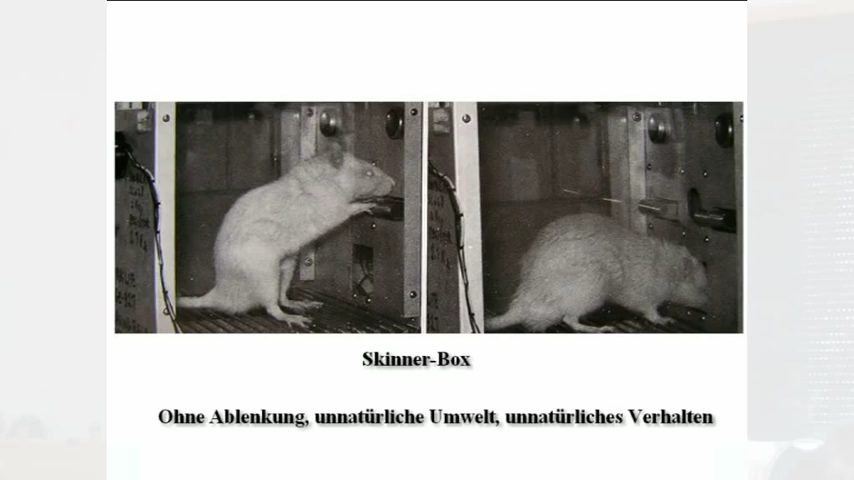 Skinner-Box
Ohne Ablenkung, unnatürliche Umwelt, unnatürliches Verhalten